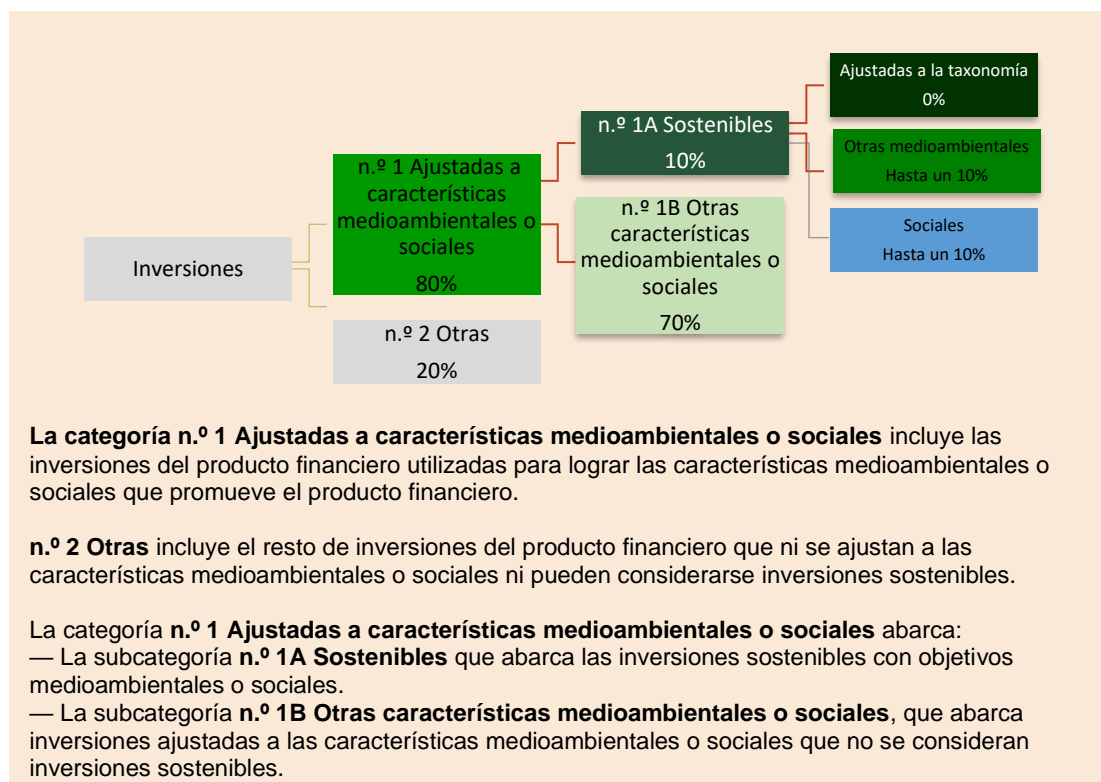 Inversiones
n.º 1 Ajustadas a
características
medioambientales o
sociales
80%
n.º 2 Otras
20%
n.º 1A Sostenibles
10%
n.º 1B Otras
características
medioambientales o
sociales
70%
Ajustadas a la taxonomía
0%
Otras medioambientales
Hasta un 10%
Sociales
Hasta un 10%
La categoría n.º 1 Ajustadas a características medioambientales o sociales incluye las
inversiones del producto financiero utilizadas para lograr las características medioambientales o
sociales que promueve el producto financiero.
n.º 2 Otras incluye el resto de inversiones del producto financiero que ni se ajustan a las
características medioambientales o sociales ni pueden considerarse inversiones sostenibles.
La categoría n.º 1 Ajustadas a características medioambientales o sociales abarca:
— La subcategoría n.º 1A Sostenibles que abarca las inversiones sostenibles con objetivos
medioambientales o sociales.
— La subcategoría n.º 1B Otras características medioambientales o sociales, que abarca
inversiones ajustadas a las características medioambientales o sociales que no se consideran
inversiones sostenibles.